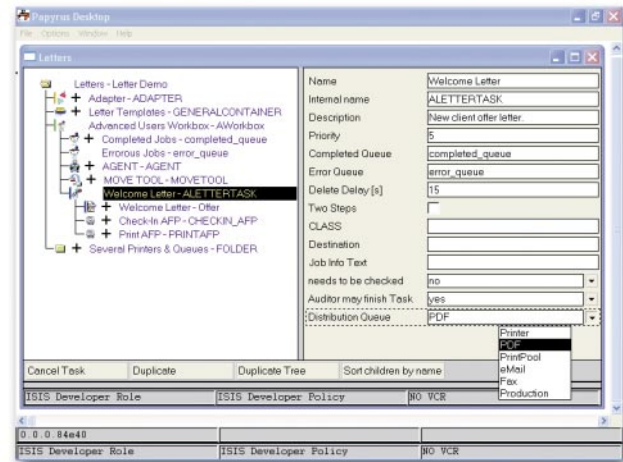 Papyrus Desktop
File Options Window Help
Letters
Letters - Letter Demo
Adapter - ADAPTER
Letter Templates - GENERALCONTAINER
Advanced Users Workbox - AWorkbox
Completed Jobs - completed_queue
Errorous Jobs - error_queue
AGENT - AGENT
MOVE TOOL - MOVETOOL
Welcome Letter - ALETTERTASK
Welcome Letter - Offer
Check-In AFP - CHECKIN_AFP
Print AFP - PRINTAFP
Several Printers & Queues - FOLDER
Name Welcome Letter
Internal name ALETTERTASK
Description New client offer letter.
Priority 5
Completed Queue completed_queue
Error Queue error_queue
Delete Delay [s] 15
Two Steps
CLASS
Destination
Job Info Text
needs to be checked no
Auditor may finish Task yes
Distribution Queue PDF
Printer
PDF
PrintPool
eMail
Fax
Production
Cancel Task Duplicate Duplicate Tree Sort children by name
ISIS Developer Role ISIS Developer Policy NO VCR
0.0.0.84e40
ISIS Developer Role ISIS Developer Policy NO VCR